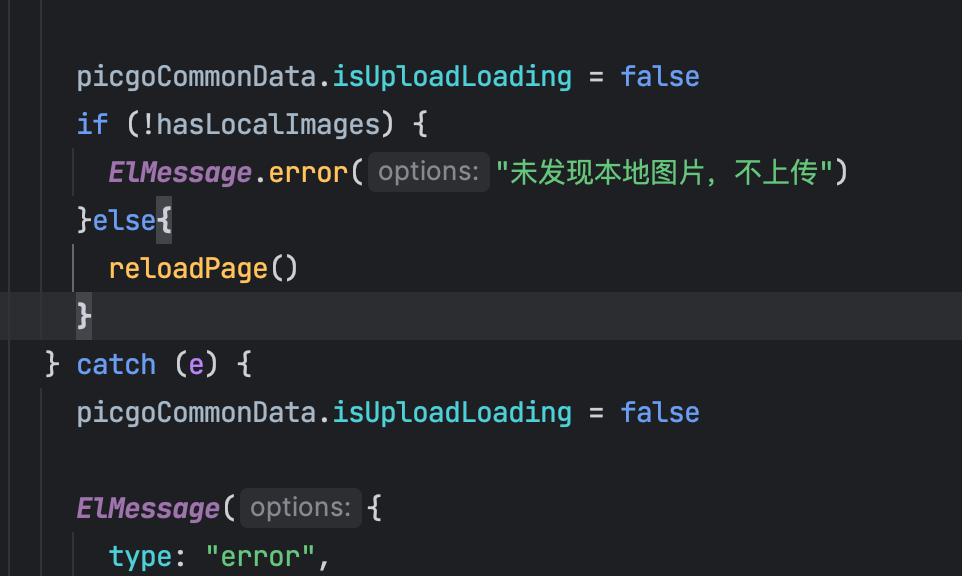 picgoCommonData.isUploadLoading = false
if (!hasLocalImages) {
ElMessage.error( options: "未发现本地图片，不上传")
}else{
reloadPage()
}
} catch (e) {
picgoCommonData.isUploadLoading = false
ElMessage( options: {
type: "error",